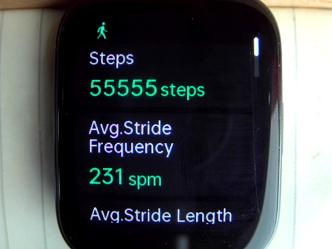 Steps
55555 steps
Avg.Stride
Frequency
231 spm
Avg.Stride Length